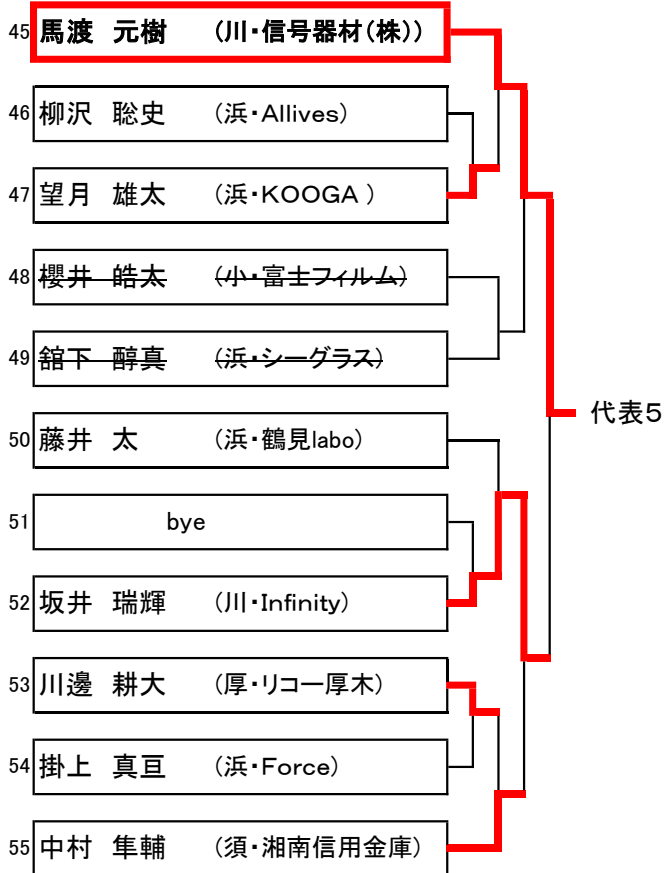 45 馬渡 元樹 (川・信号器材(株))
46 柳沢 聡史 (浜・Allives)
47 望月 雄太 (浜・KOOGA )
48 櫻井 皓太 (小・富士フィルム)
49 舘下 醇真 (浜・シーグラス)
代表5
50 藤井 太 (浜・鶴見labo)
51 bye
52 坂井 瑞輝 (川・Infinity)
53 川邊 耕大 (厚・リコー厚木)
54 掛上 真亘 (浜・Force)
55 中村 隼輔 (須・湘南信用金庫)